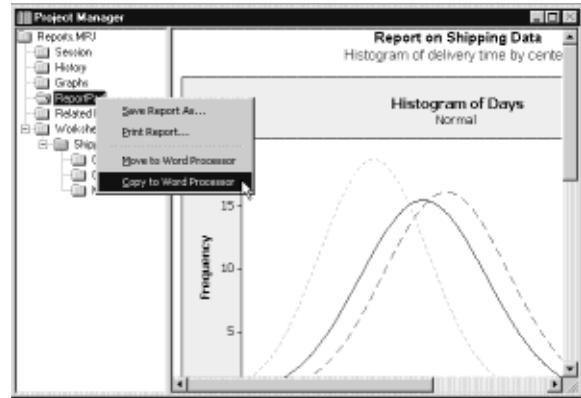 Project Manager
Reports.MPJ
Session
History
Graphs
ReportP
Related
Workshe
Ship
Save Report As...
Print Report...
Move to Word Processor
Copy to Word Processor
Report on Shipping Data
Histogram of delivery time by cente
Histogram of Days
Normal
Frequency
15
10
5